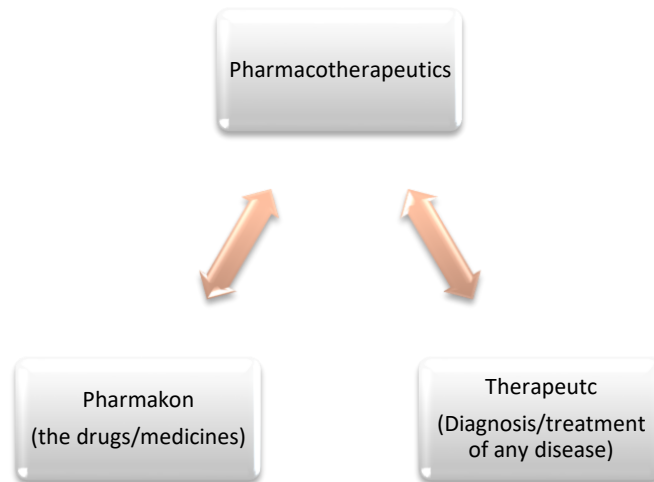 Pharmacotherapeutics
Pharmakon
(the drugs/medicines)
Therapeutc
(Diagnosis/treatment
of any disease)